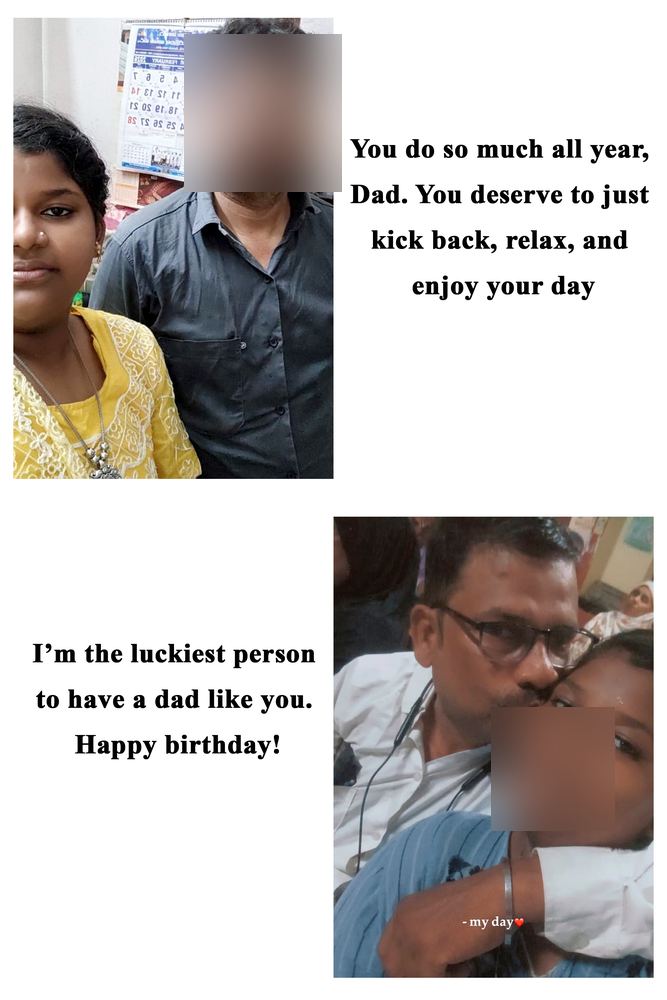 FEBRUARY
You do so much all year,
Dad. You deserve to just
kick back, relax, and
enjoy your day
I’m the luckiest person
to have a dad like you.
Happy birthday!
- my day❤